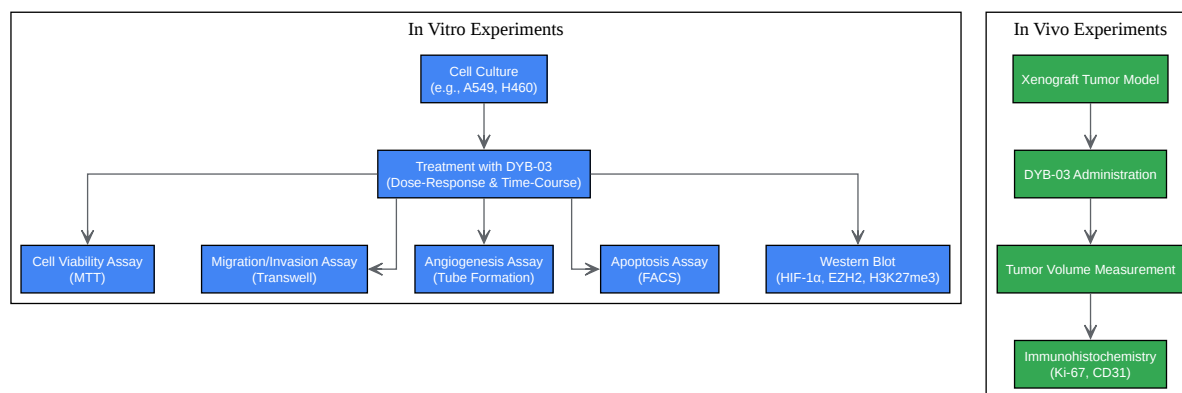 In Vitro Experiments
Cell Culture
(e.g., A549, H460)
Treatment with DYB-03
(Dose-Response & Time-Course)
Cell Viability Assay
(MTT)
Migration/Invasion Assay
(Transwell)
Angiogenesis Assay
(Tube Formation)
Apoptosis Assay
(FACS)
Western Blot
(HIF-1α, EZH2, H3K27me3)
In Vivo Experiments
Xenograft Tumor Model
DYB-03 Administration
Tumor Volume Measurement
Immunohistochemistry
(Ki-67, CD31)